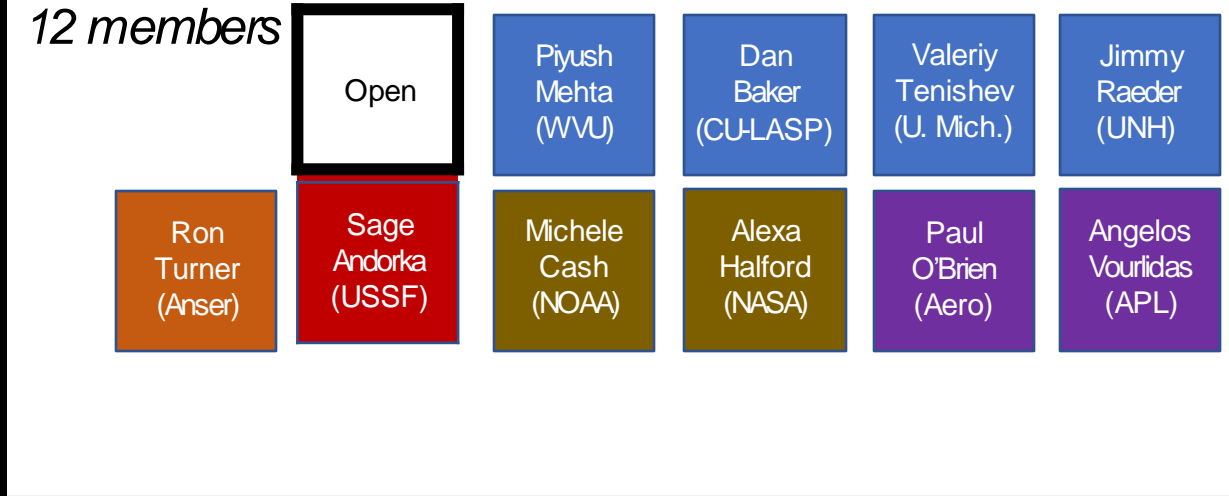 12 members
Open
Piyush
Mehta
(WVU)
Dan
Baker
(CU-LASP)
Valeriy
Tenishev
(U. Mich.)
Jimmy
Raeder
(UNH)
Ron
Turner
(Anser)
Sage
Andorka
(USSF)
Michele
Cash
(NOAA)
Alexa
Halford
(NASA)
Paul
O’Brien
(Aero)
Angelos
Vourlidas
(APL)